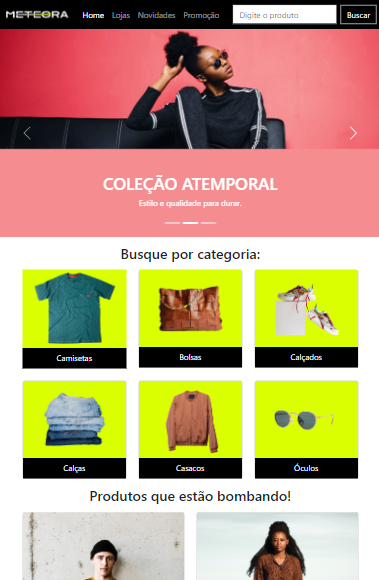 METEORA Home Lojas Novidades Promoção Digite o produto Buscar
COLEÇÃO ATEMPORAL
Estilo e qualidade para durar.
Busque por categoria:
Camisetas Bolsas Calçados
Calças Casacos Óculos
Produtos que estão bombando!